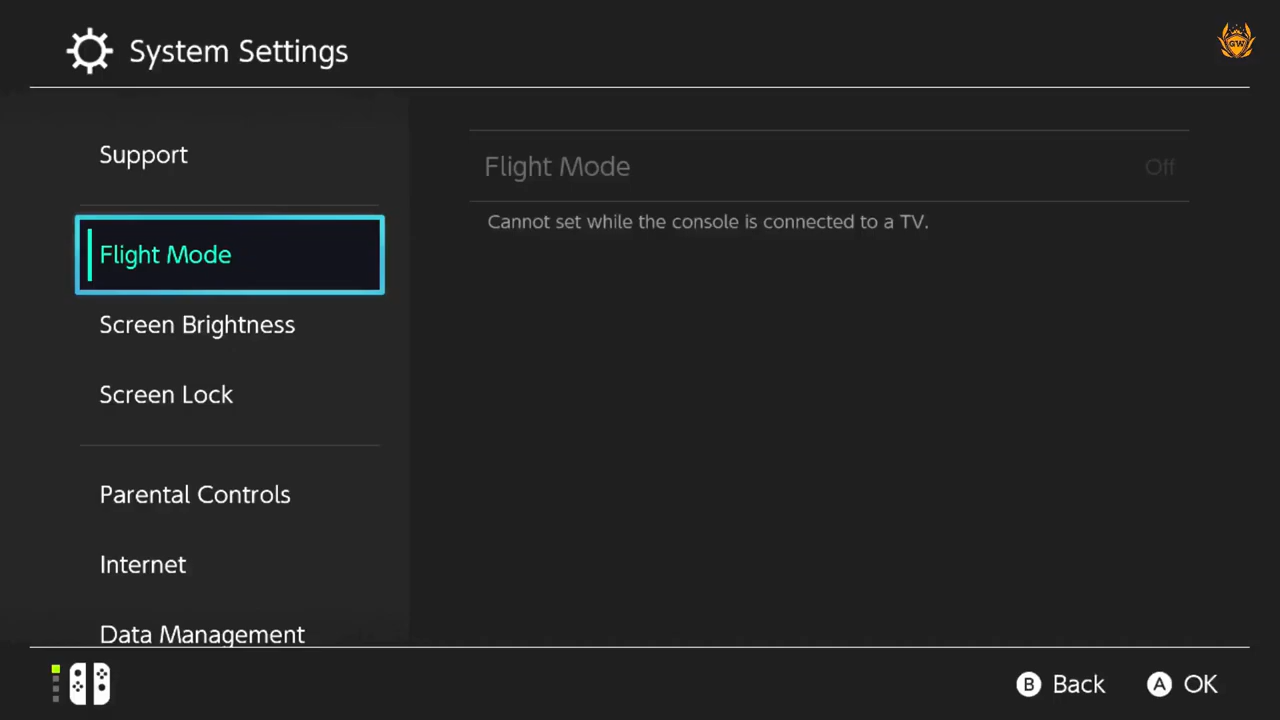 System Settings
GW
Support
Flight Mode
Screen Brightness
Screen Lock
Parental Controls
Internet
Data Management
Flight Mode Off
Cannot set while the console is connected to a TV.
B Back A OK